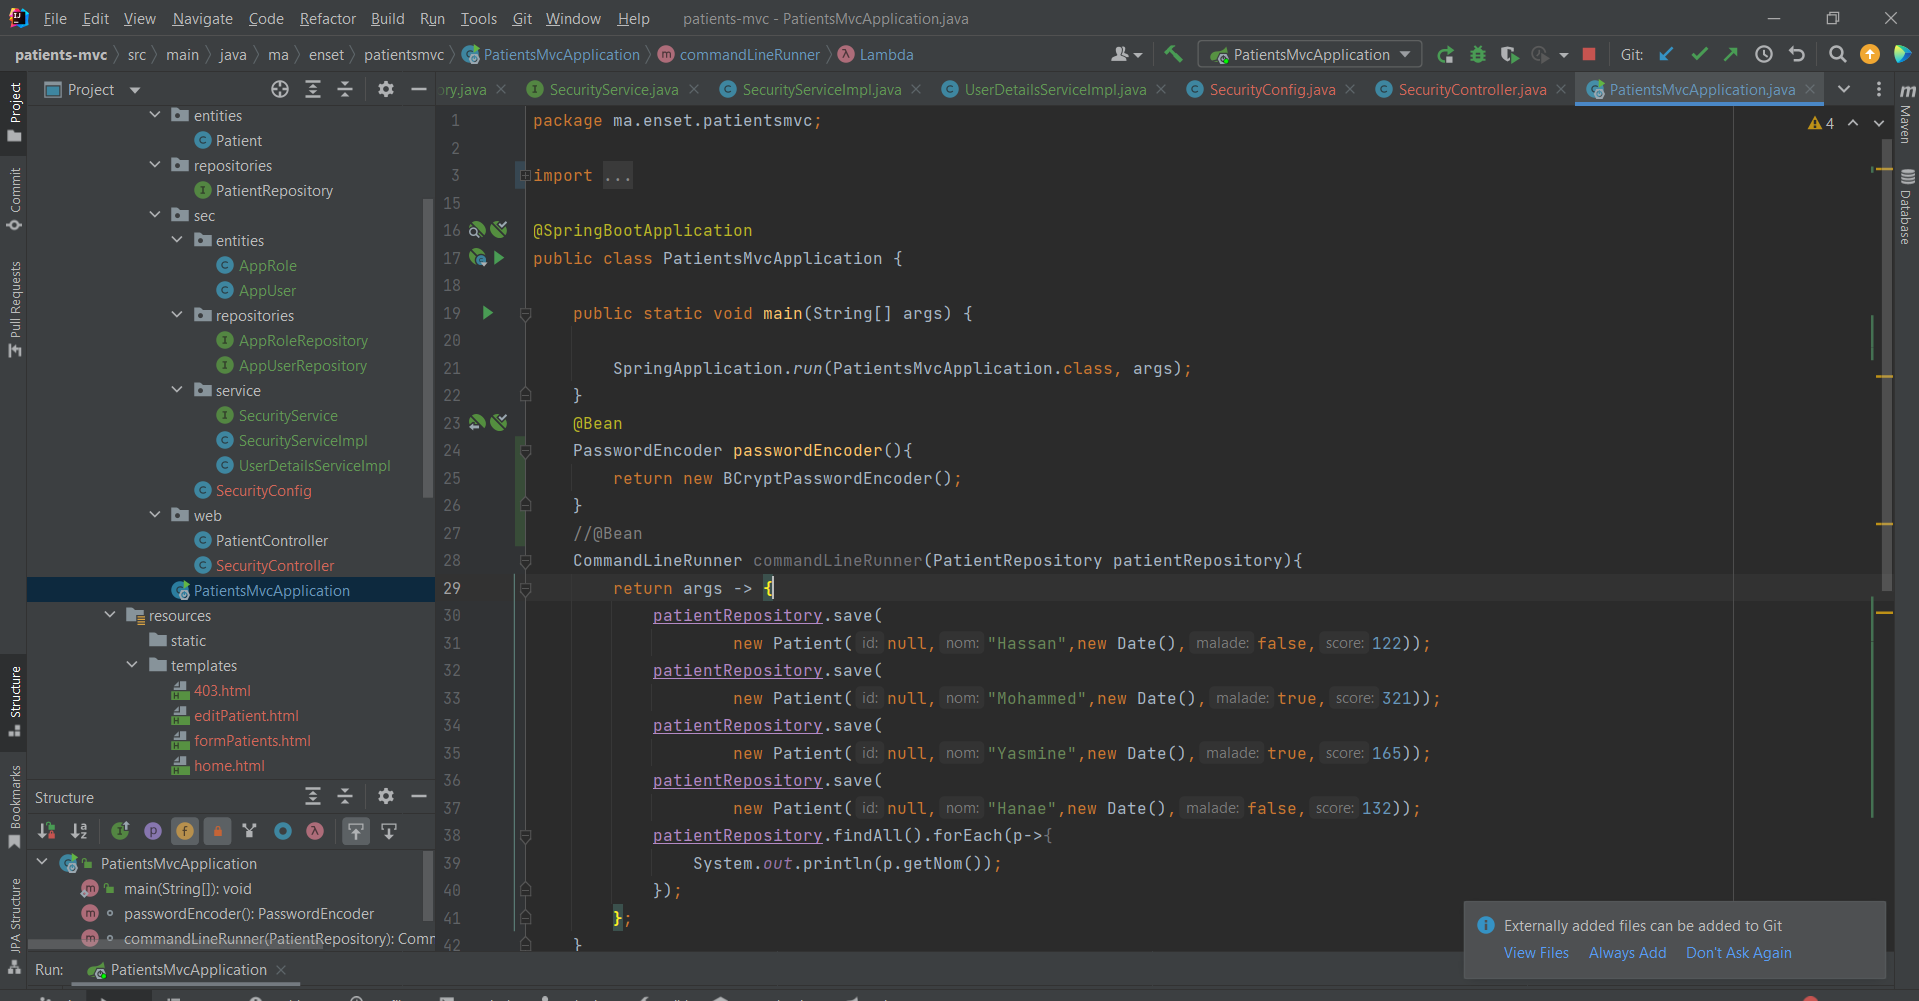 File Edit View Navigate Code Refactor Build Run Tools Git Window Help patients-mvc - PatientsMvcApplication.java
patients-mvc src main java ma enset patientsmvc PatientsMvcApplication commandLineRunner Lambda PatientsMvcApplication Git:
Project
ory.java SecurityService.java SecurityServiceImpl.java UserDetailsServiceImpl.java SecurityConfig.java SecurityController.java PatientsMvcApplication.java
Project
Commit
Pull Requests
Structure
Bookmarks
JPA Structure
entities
Patient
repositories
PatientRepository
sec
entities
AppRole
AppUser
repositories
AppRoleRepository
AppUserRepository
service
SecurityService
SecurityServiceImpl
UserDetailsServiceImpl
SecurityConfig
web
PatientController
SecurityController
PatientsMvcApplication
resources
static
templates
403.html
editPatient.html
formPatients.html
home.html
Structure
PatientsMvcApplication
main(String[]): void
passwordEncoder(): PasswordEncoder
commandLineRunner(PatientRepository): Comm
1 package ma.enset.patientsmvc;
2
3 import ...
15
16 @SpringBootApplication
17 public class PatientsMvcApplication {
18
19 public static void main(String[] args) {
20
21 SpringApplication.run(PatientsMvcApplication.class, args);
22 }
23 @Bean
24 PasswordEncoder passwordEncoder(){
25 return new BCryptPasswordEncoder();
26 }
27 //@Bean
28 CommandLineRunner commandLineRunner(PatientRepository patientRepository){
29 return args -> {
30 patientRepository.save(
31 new Patient( id: null, nom: "Hassan",new Date(), malade: false, score: 122));
32 patientRepository.save(
33 new Patient( id: null, nom: "Mohammed",new Date(), malade: true, score: 321));
34 patientRepository.save(
35 new Patient( id: null, nom: "Yasmine",new Date(), malade: true, score: 165));
36 patientRepository.save(
37 new Patient( id: null, nom: "Hanae",new Date(), malade: false, score: 132));
38 patientRepository.findAll().forEach(p->{
39 System.out.println(p.getNom());
40 });
41 };
42 }
4
Maven
Database
Externally added files can be added to Git
View Files Always Add Don't Ask Again
Run: PatientsMvcApplication